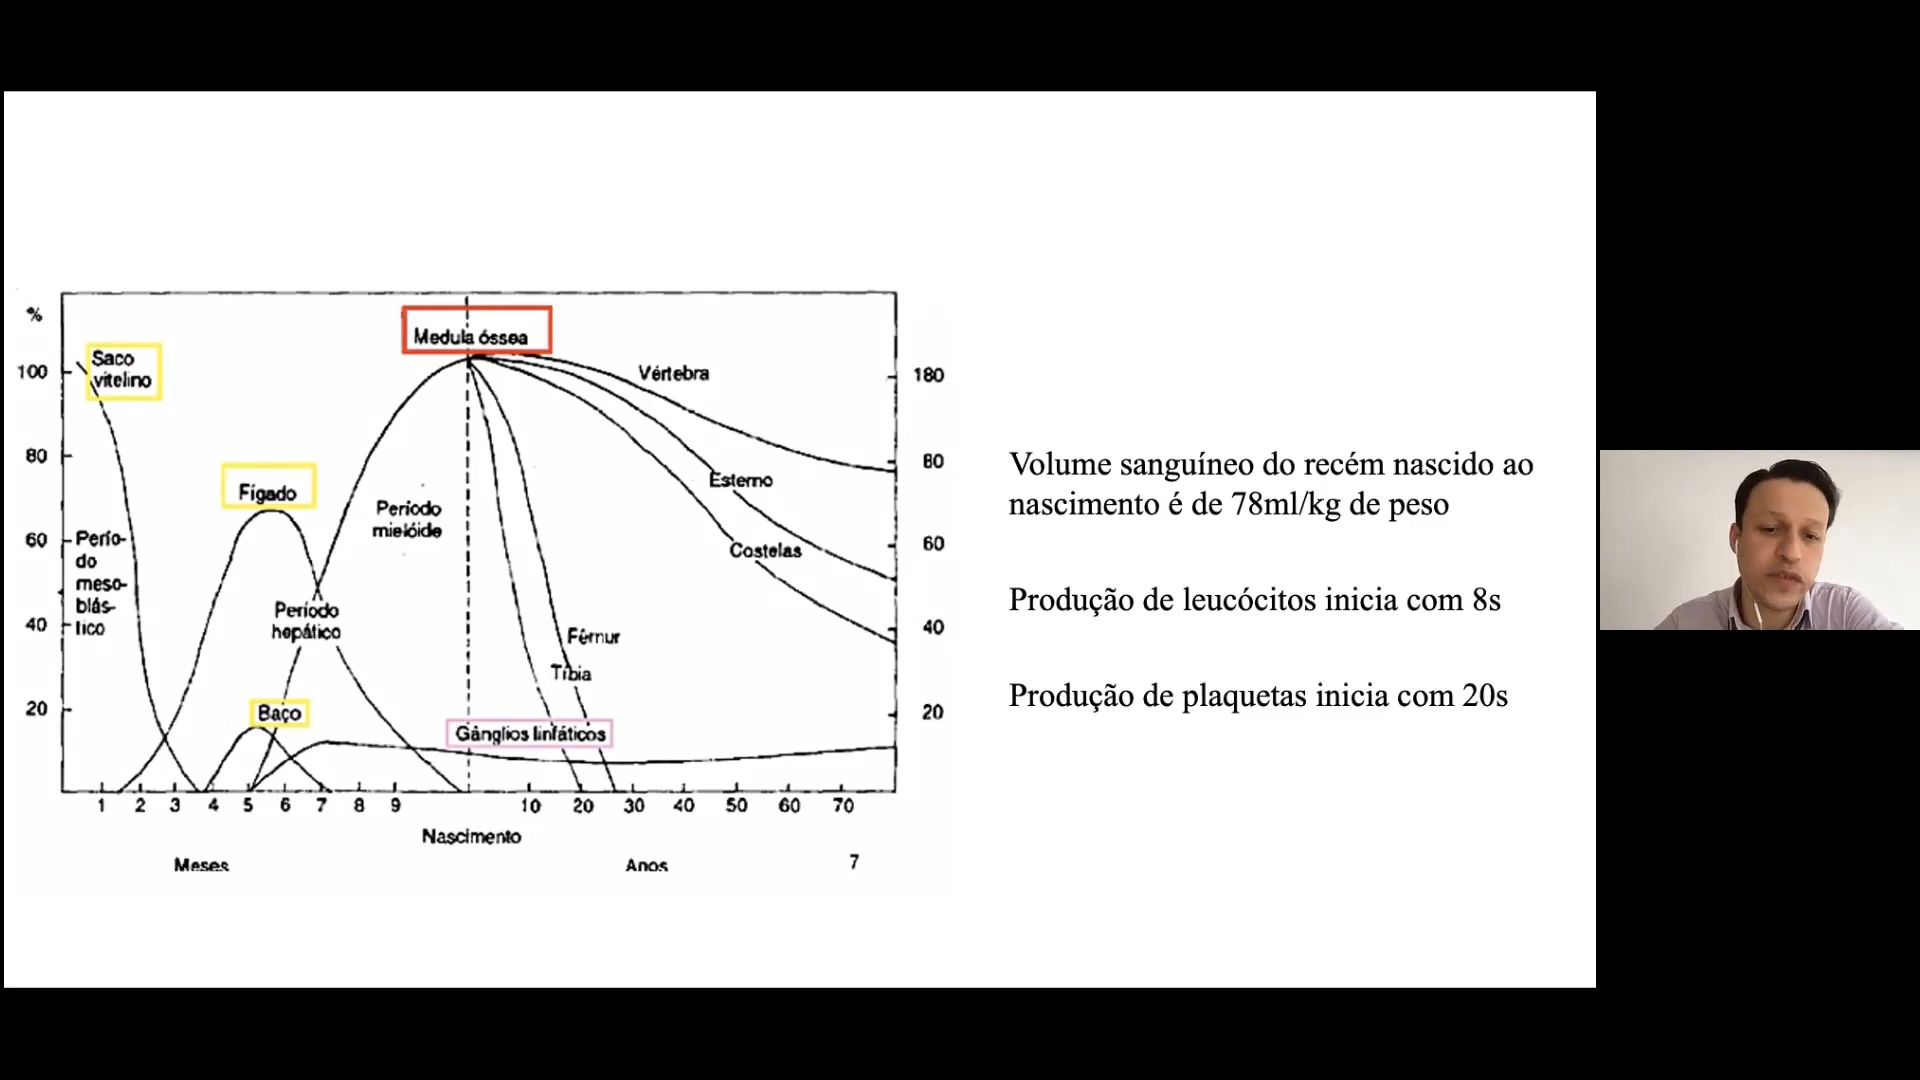 %
Medula óssea
Saco
vitelino
100
180
Vértebra
80
80
Fígado
Esterno
Período
mielóide
60
60
Perío-
do
meso-
blás-
tico
Costelas
Período
hepático
40
40
Fêmur
Tíbia
20
20
Baço
Gânglios linfáticos
1 2 3 4 5 6 7 8 9 10 20 30 40 50 60 70
Nascimento
Meses
Anos
7
Volume sanguíneo do recém nascido ao
nascimento é de 78ml/kg de peso
Produção de leucócitos inicia com 8s
Produção de plaquetas inicia com 20s